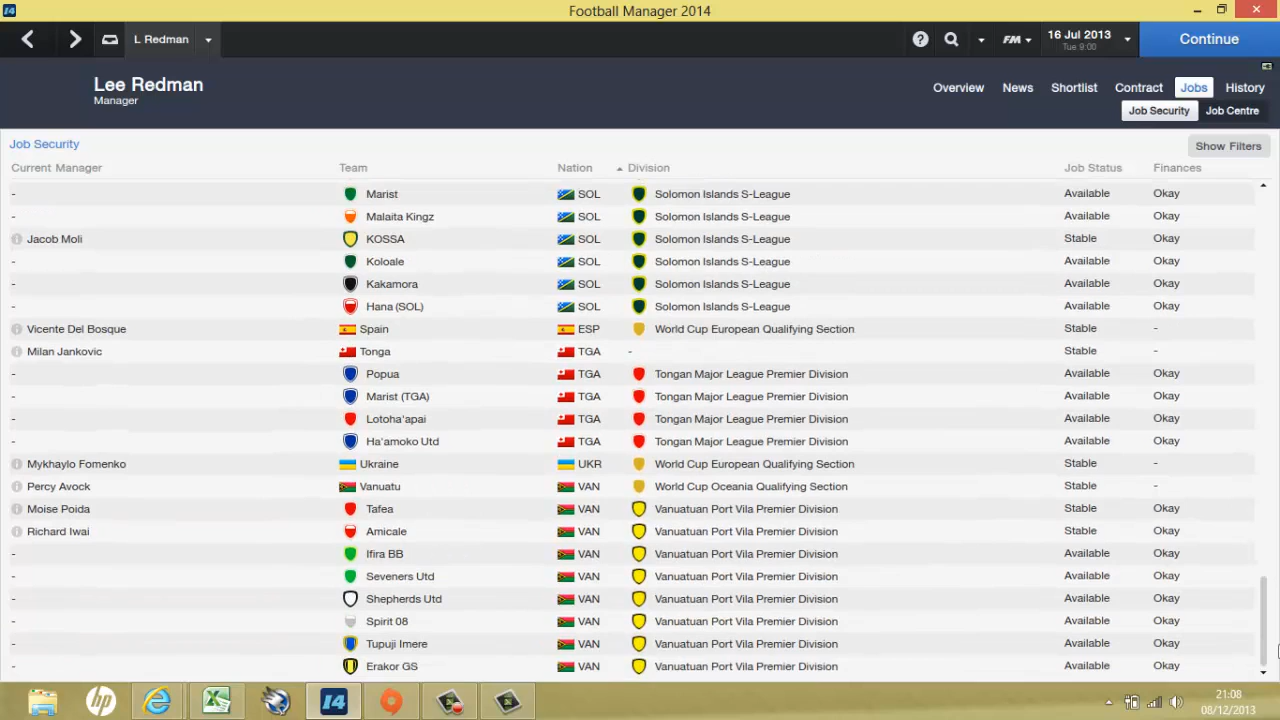 Football Manager 2014
L Redman
FM
16 Jul 2013
Tue 9:00
Continue
Lee Redman
Manager
Overview News Shortlist Contract Jobs History
Job Security Job Centre
Job Security
Show Filters
Current Manager Team Nation Division Job Status Finances
- Marist SOL Solomon Islands S-League Available Okay
- Malaita Kingz SOL Solomon Islands S-League Available Okay
Jacob Moli KOSSA SOL Solomon Islands S-League Stable Okay
- Koloale SOL Solomon Islands S-League Available Okay
- Kakamora SOL Solomon Islands S-League Available Okay
- Hana (SOL) SOL Solomon Islands S-League Available Okay
Vicente Del Bosque Spain ESP World Cup European Qualifying Section Stable -
Milan Jankovic Tonga TGA - Stable -
- Popua TGA Tongan Major League Premier Division Available Okay
- Marist (TGA) TGA Tongan Major League Premier Division Available Okay
- Lotoha'apai TGA Tongan Major League Premier Division Available Okay
- Ha'amoko Utd TGA Tongan Major League Premier Division Available Okay
Mykhaylo Fomenko Ukraine UKR World Cup European Qualifying Section Stable -
Percy Avock Vanuatu VAN World Cup Oceania Qualifying Section Stable -
Moise Poida Tafea VAN Vanuatuan Port Vila Premier Division Stable Okay
Richard Iwai Amicale VAN Vanuatuan Port Vila Premier Division Stable Okay
- Ifira BB VAN Vanuatuan Port Vila Premier Division Available Okay
- Seveners Utd VAN Vanuatuan Port Vila Premier Division Available Okay
- Shepherds Utd VAN Vanuatuan Port Vila Premier Division Available Okay
- Spirit 08 VAN Vanuatuan Port Vila Premier Division Available Okay
- Tupuji Imere VAN Vanuatuan Port Vila Premier Division Available Okay
- Erakor GS VAN Vanuatuan Port Vila Premier Division Available Okay
21:08
08/12/2013